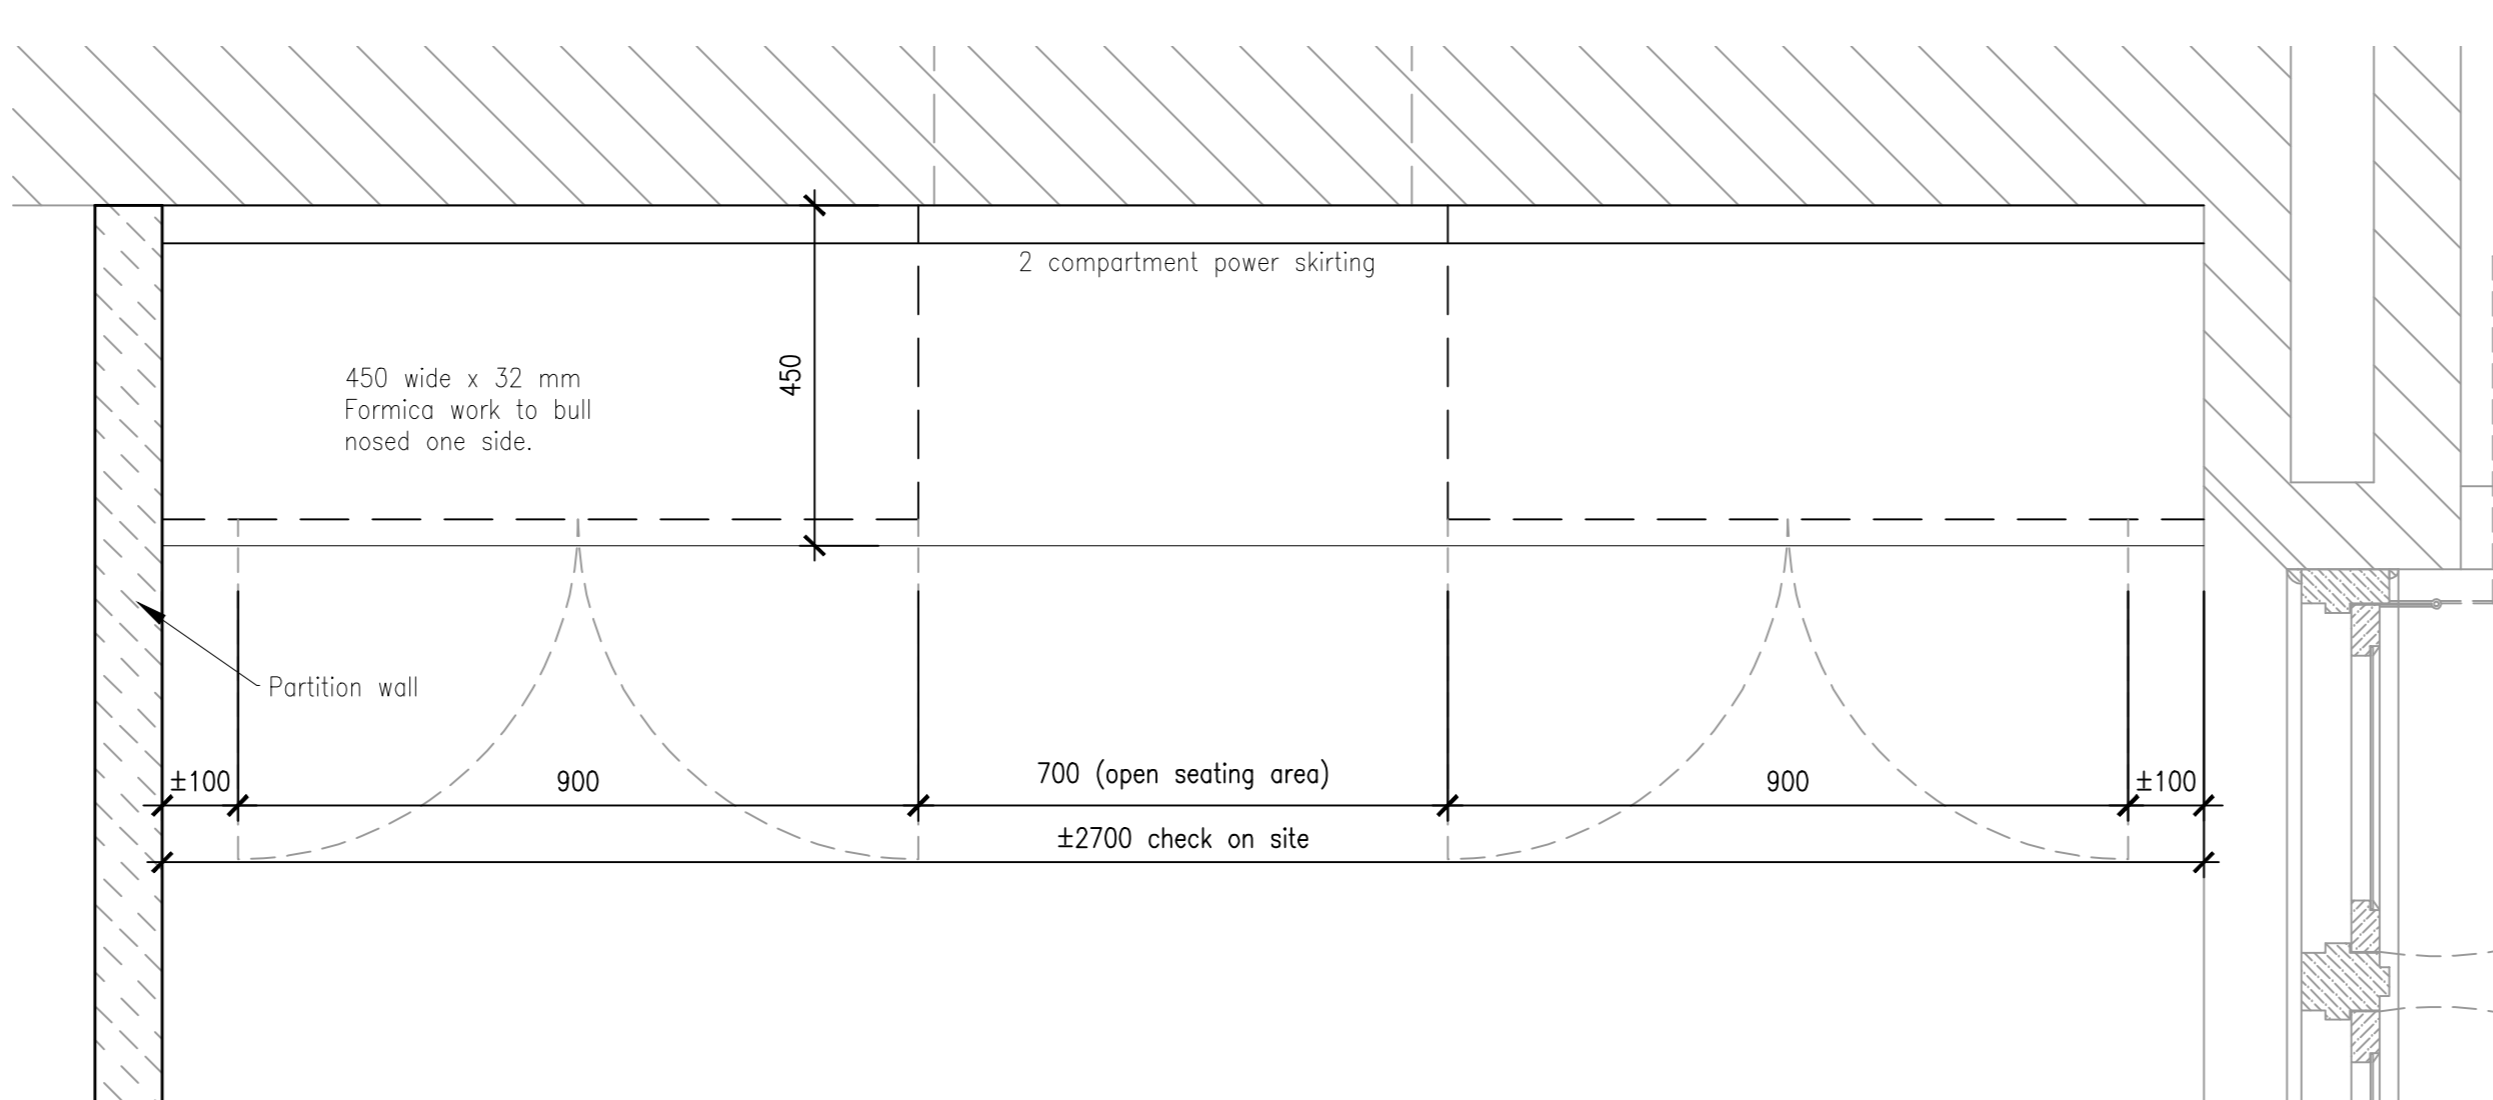 2 compartment power skirting
450 wide x 32 mm
Formica work to bull
nosed one side.
450
Partition wall
±100
900
700 (open seating area)
900
±100
±2700 check on site